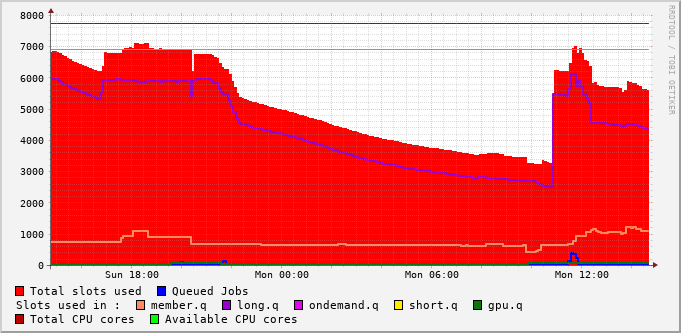 8000
7000
6000
5000
4000
3000
2000
1000
0
Sun 18:00 Mon 00:00 Mon 06:00 Mon 12:00
RRDTOOL / TOBI OETIKER
Total slots used Queued Jobs
Slots used in : member.q long.q ondemand.q short.q gpu.q
Total CPU cores Available CPU cores